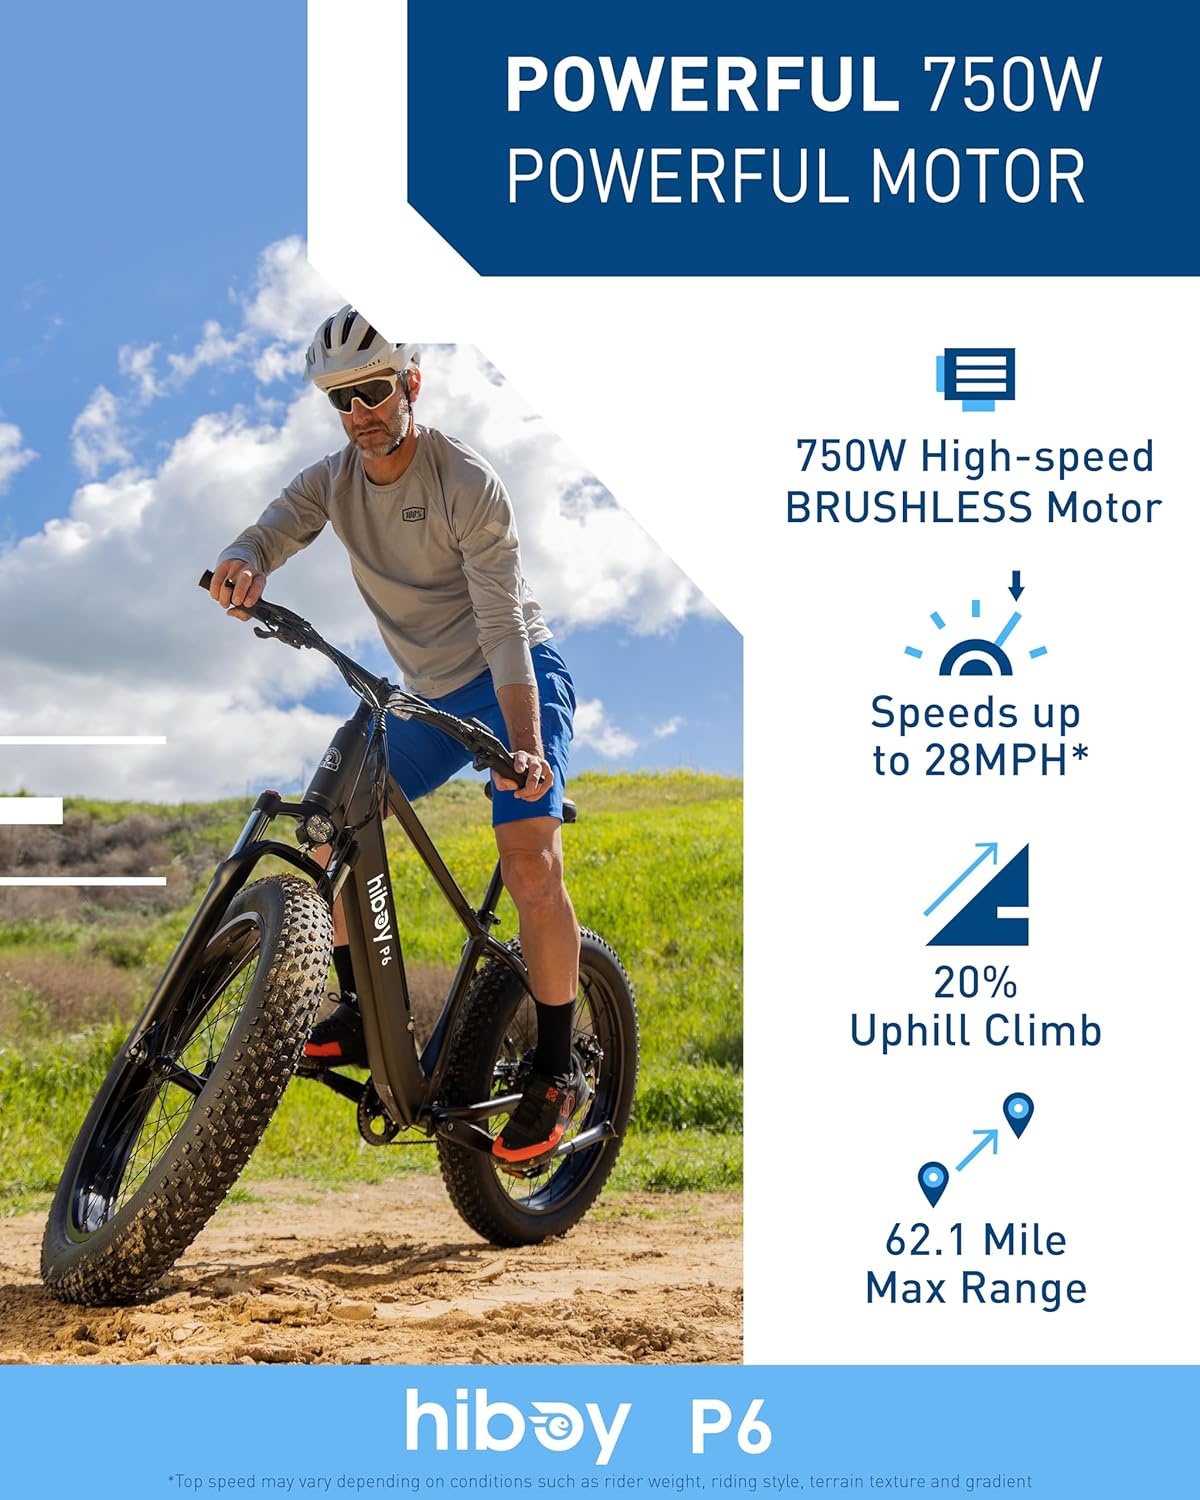 POWERFUL 750W
POWERFUL MOTOR
100%
750W High-speed
BRUSHLESS Motor
Speeds up
to 28MPH*
hiboy P6
20%
Uphill Climb
62.1 Mile
Max Range
hiboy P6
*Top speed may vary depending on conditions such as rider weight, riding style, terrain texture and gradient